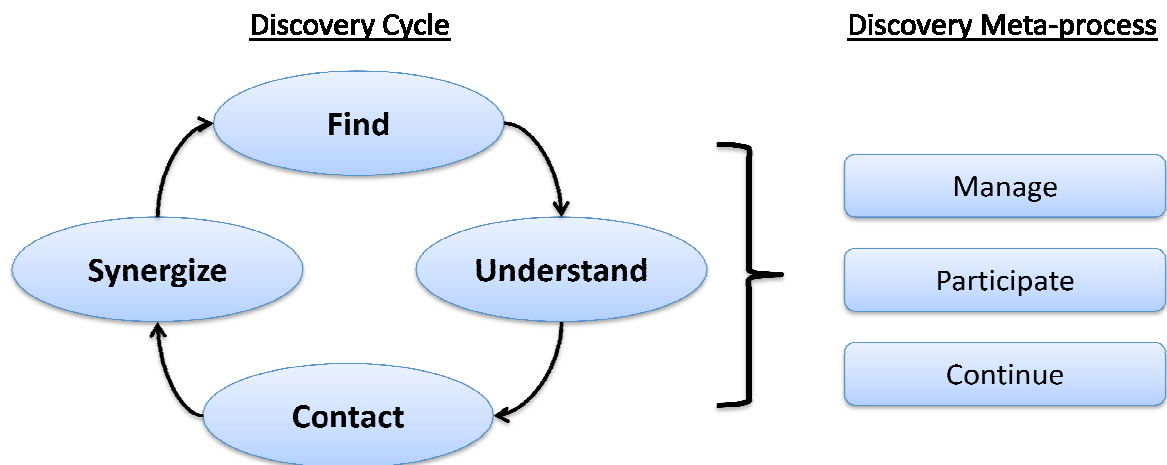 Discovery Cycle
Discovery Meta-process
Find
Understand
Contact
Synergize
Manage
Participate
Continue